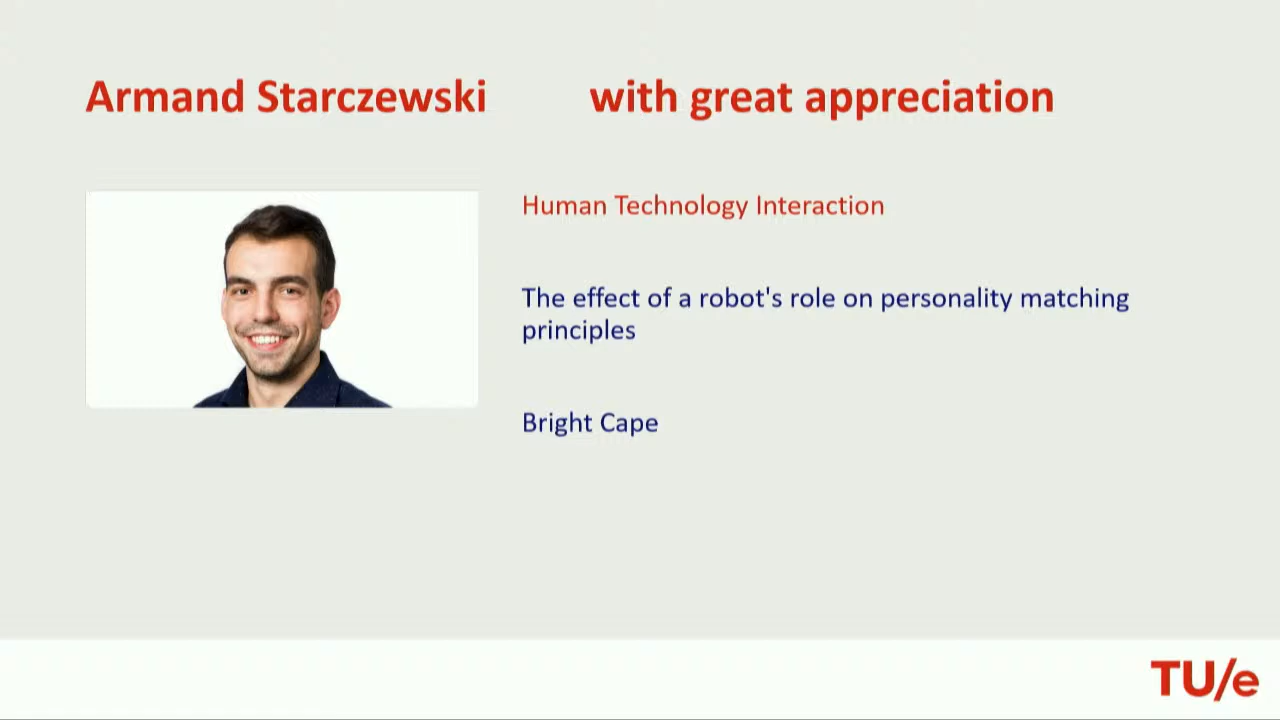 Armand Starczewski with great appreciation
Human Technology Interaction
The effect of a robot's role on personality matching
principles
Bright Cape
TU/e